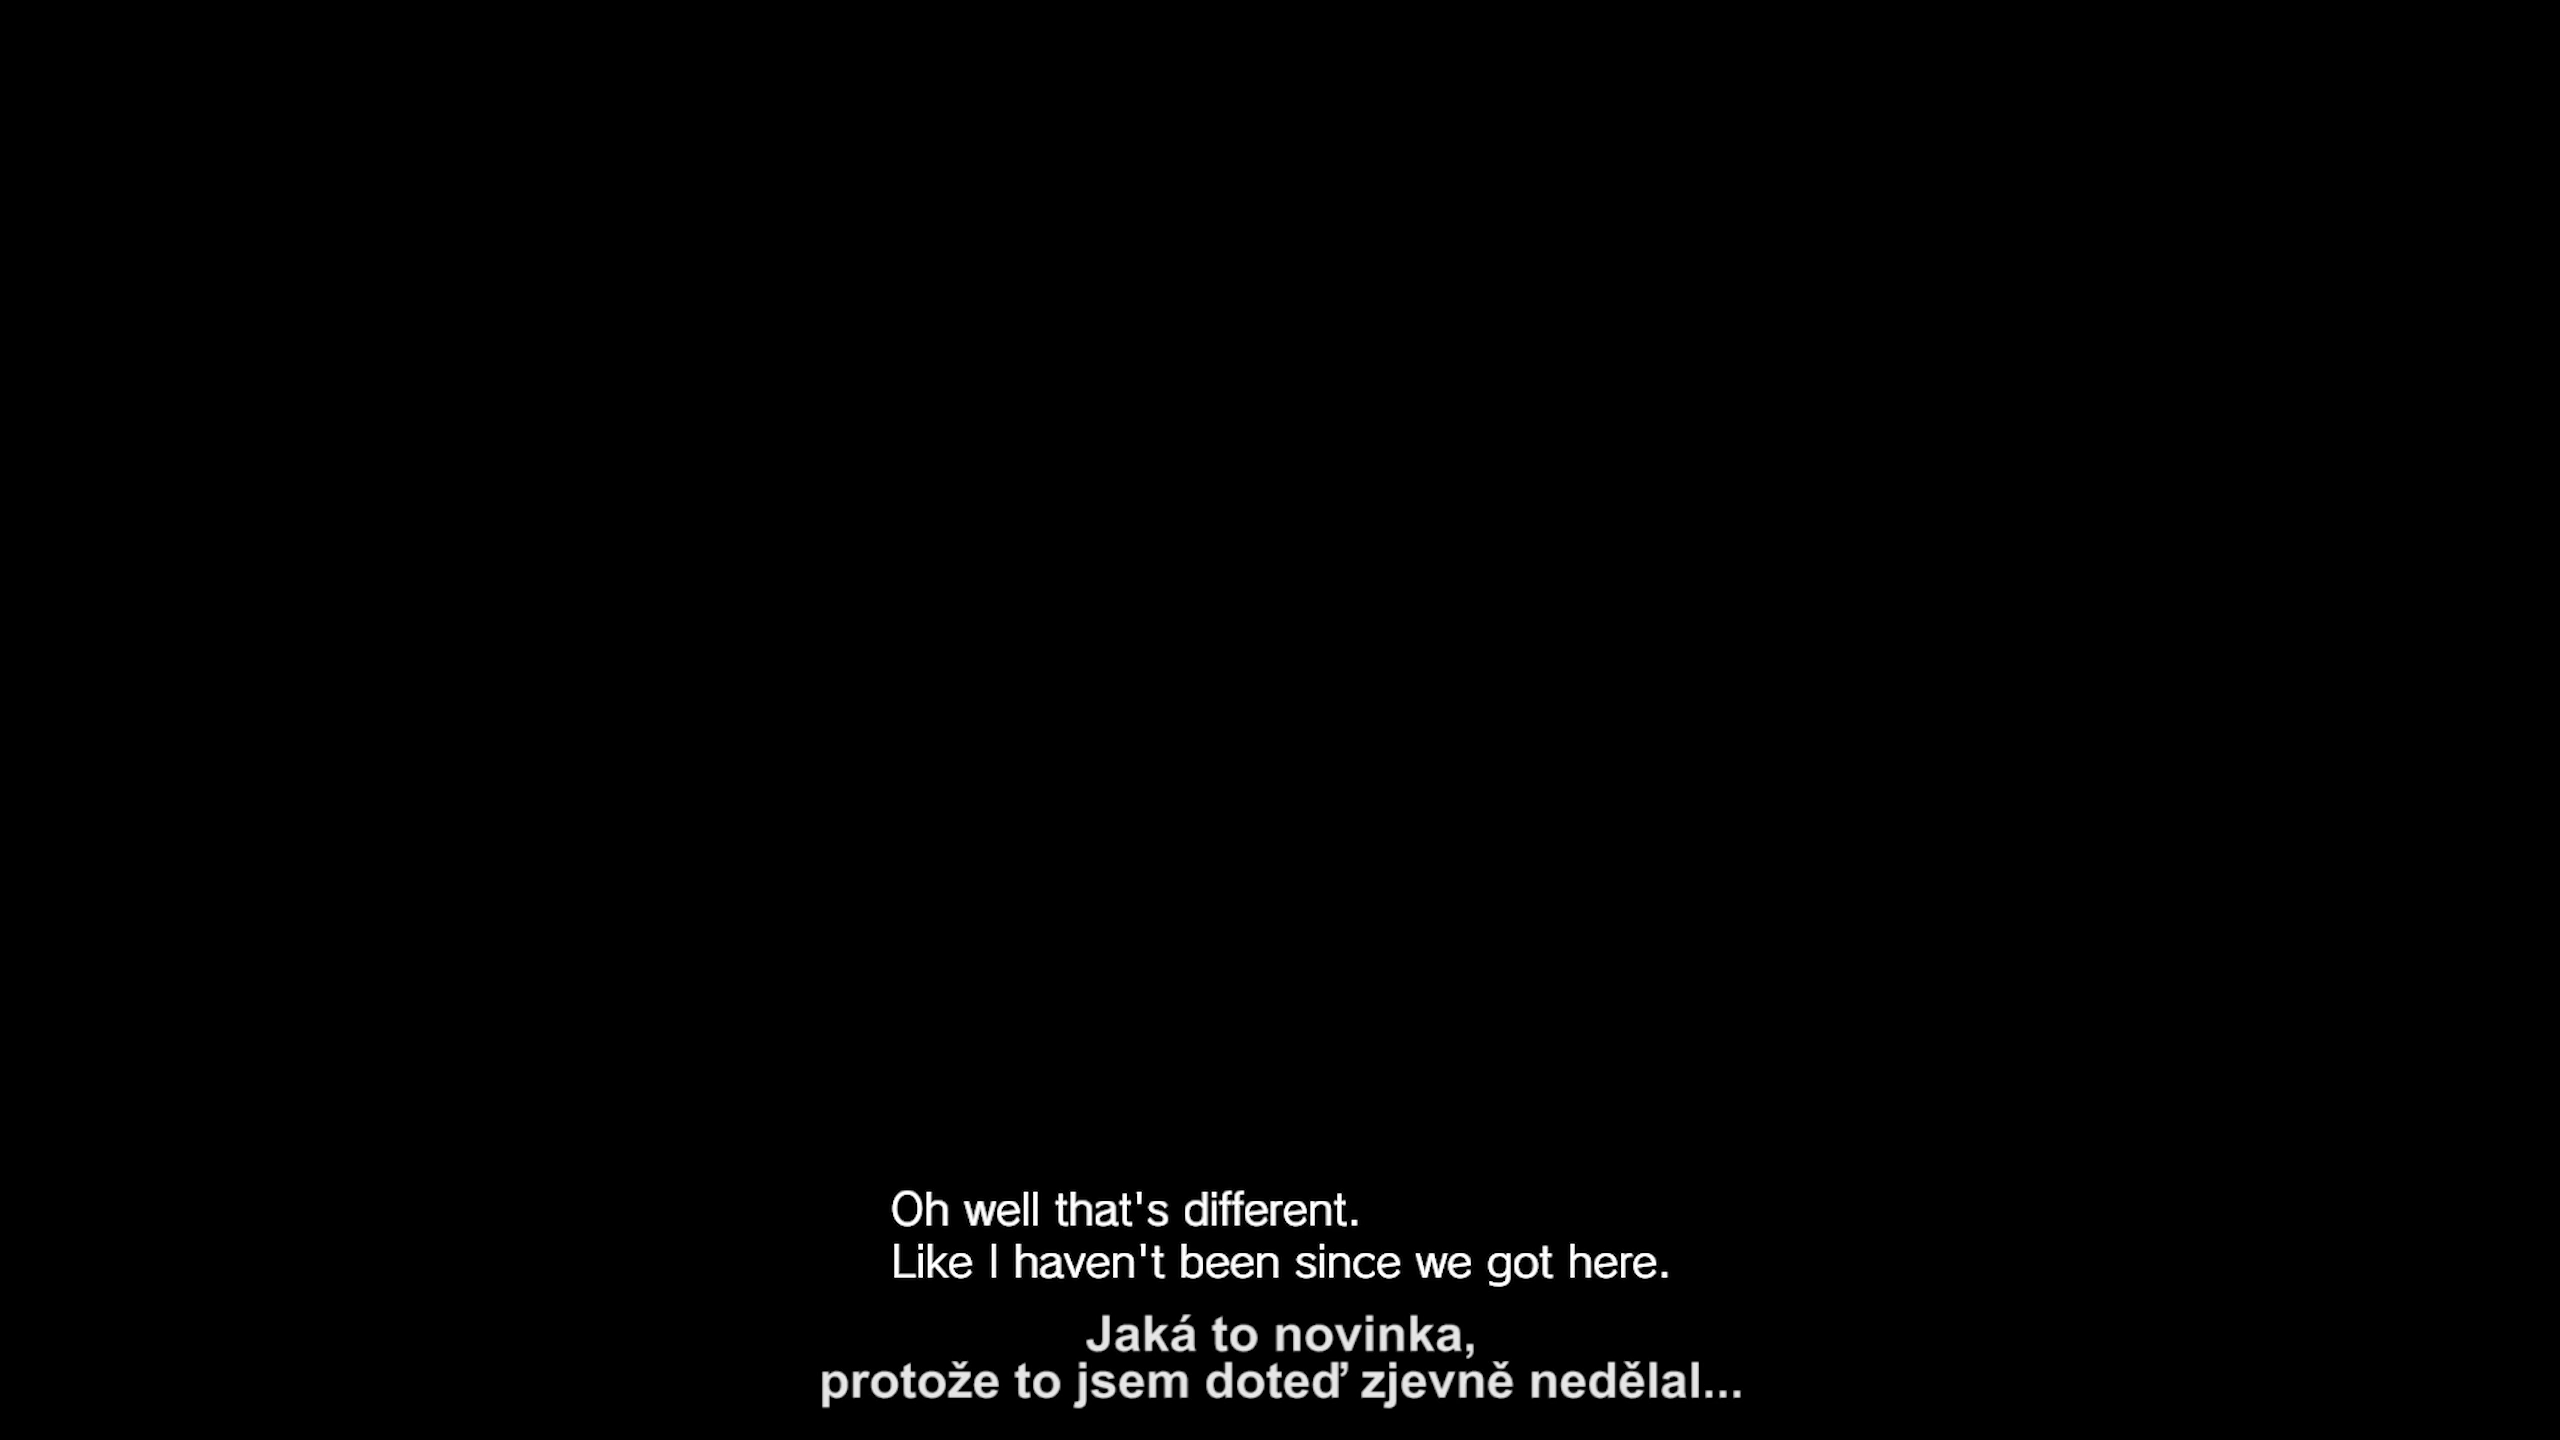 Oh well that's different.
Like I haven't been since we got here.
Jaká to novinka,
protože to jsem doteď zjevně nedělal...